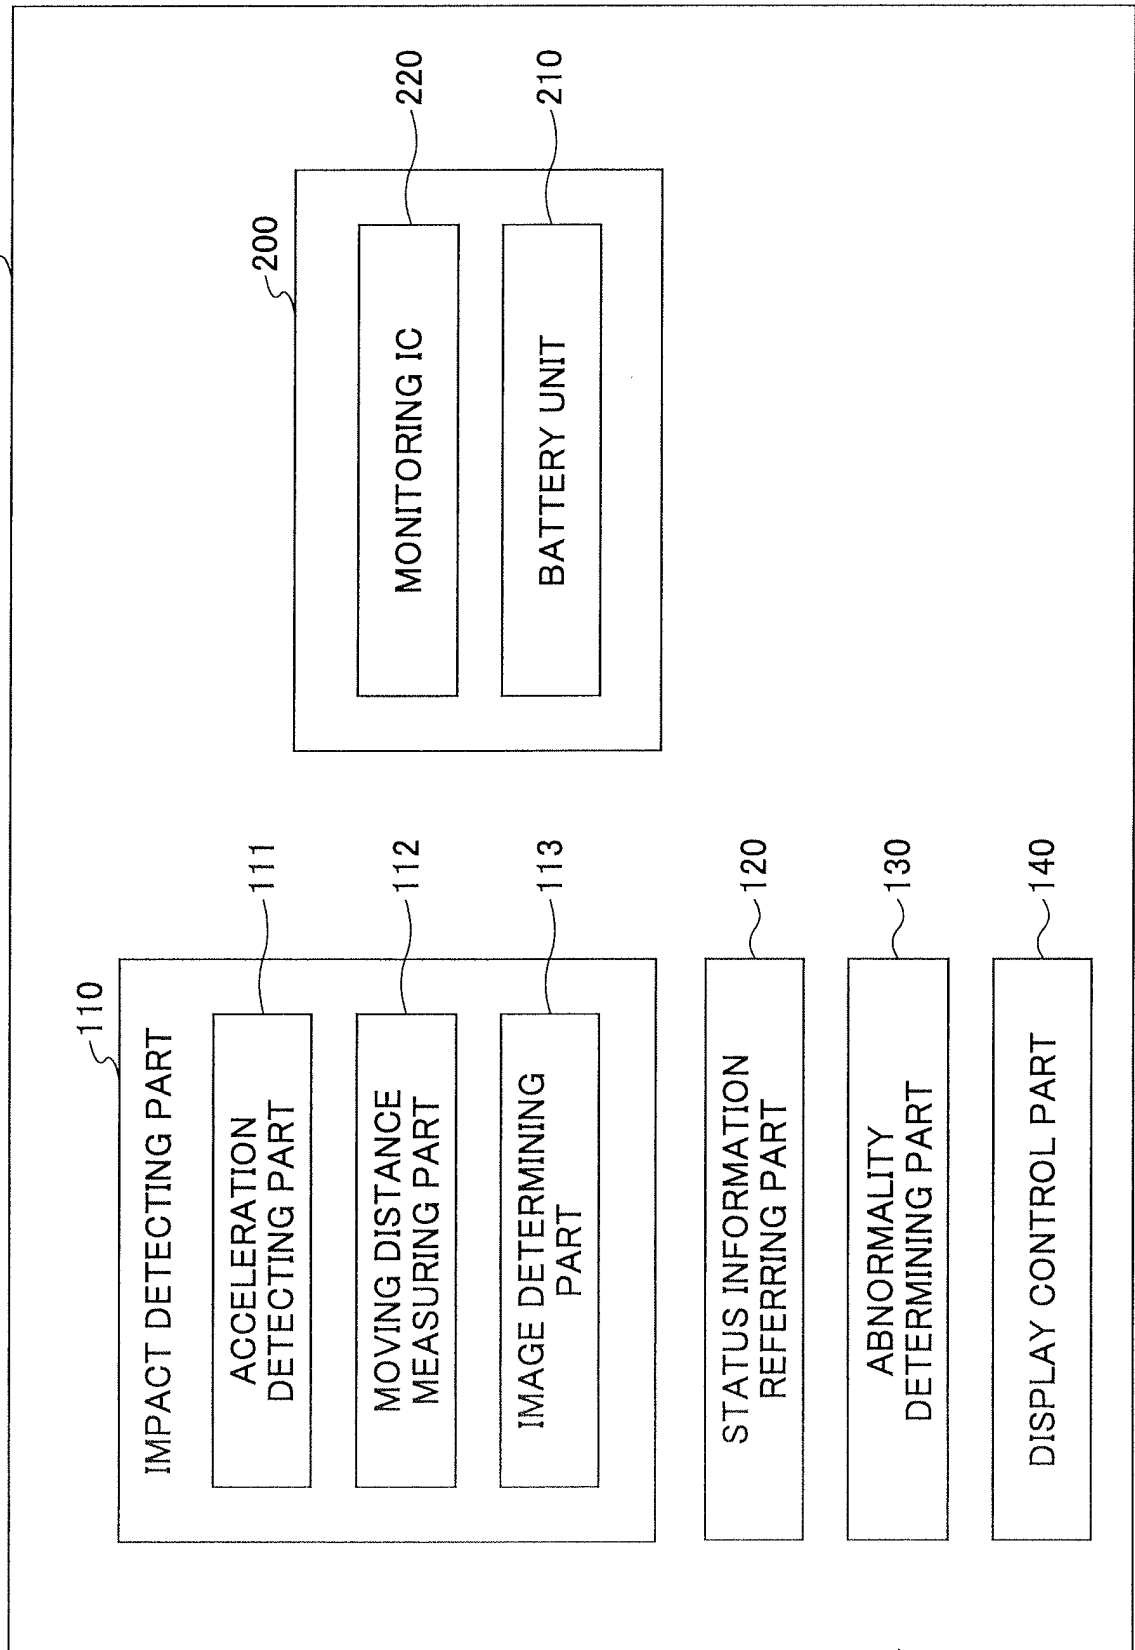 110
IMPACT DETECTING PART
ACCELERATION
DETECTING PART
111
MOVING DISTANCE
MEASURING PART
112
IMAGE DETERMINING
PART
113
STATUS INFORMATION
REFERRING PART
120
ABNORMALITY
DETERMINING PART
130
DISPLAY CONTROL PART
140
200
MONITORING IC
220
BATTERY UNIT
210